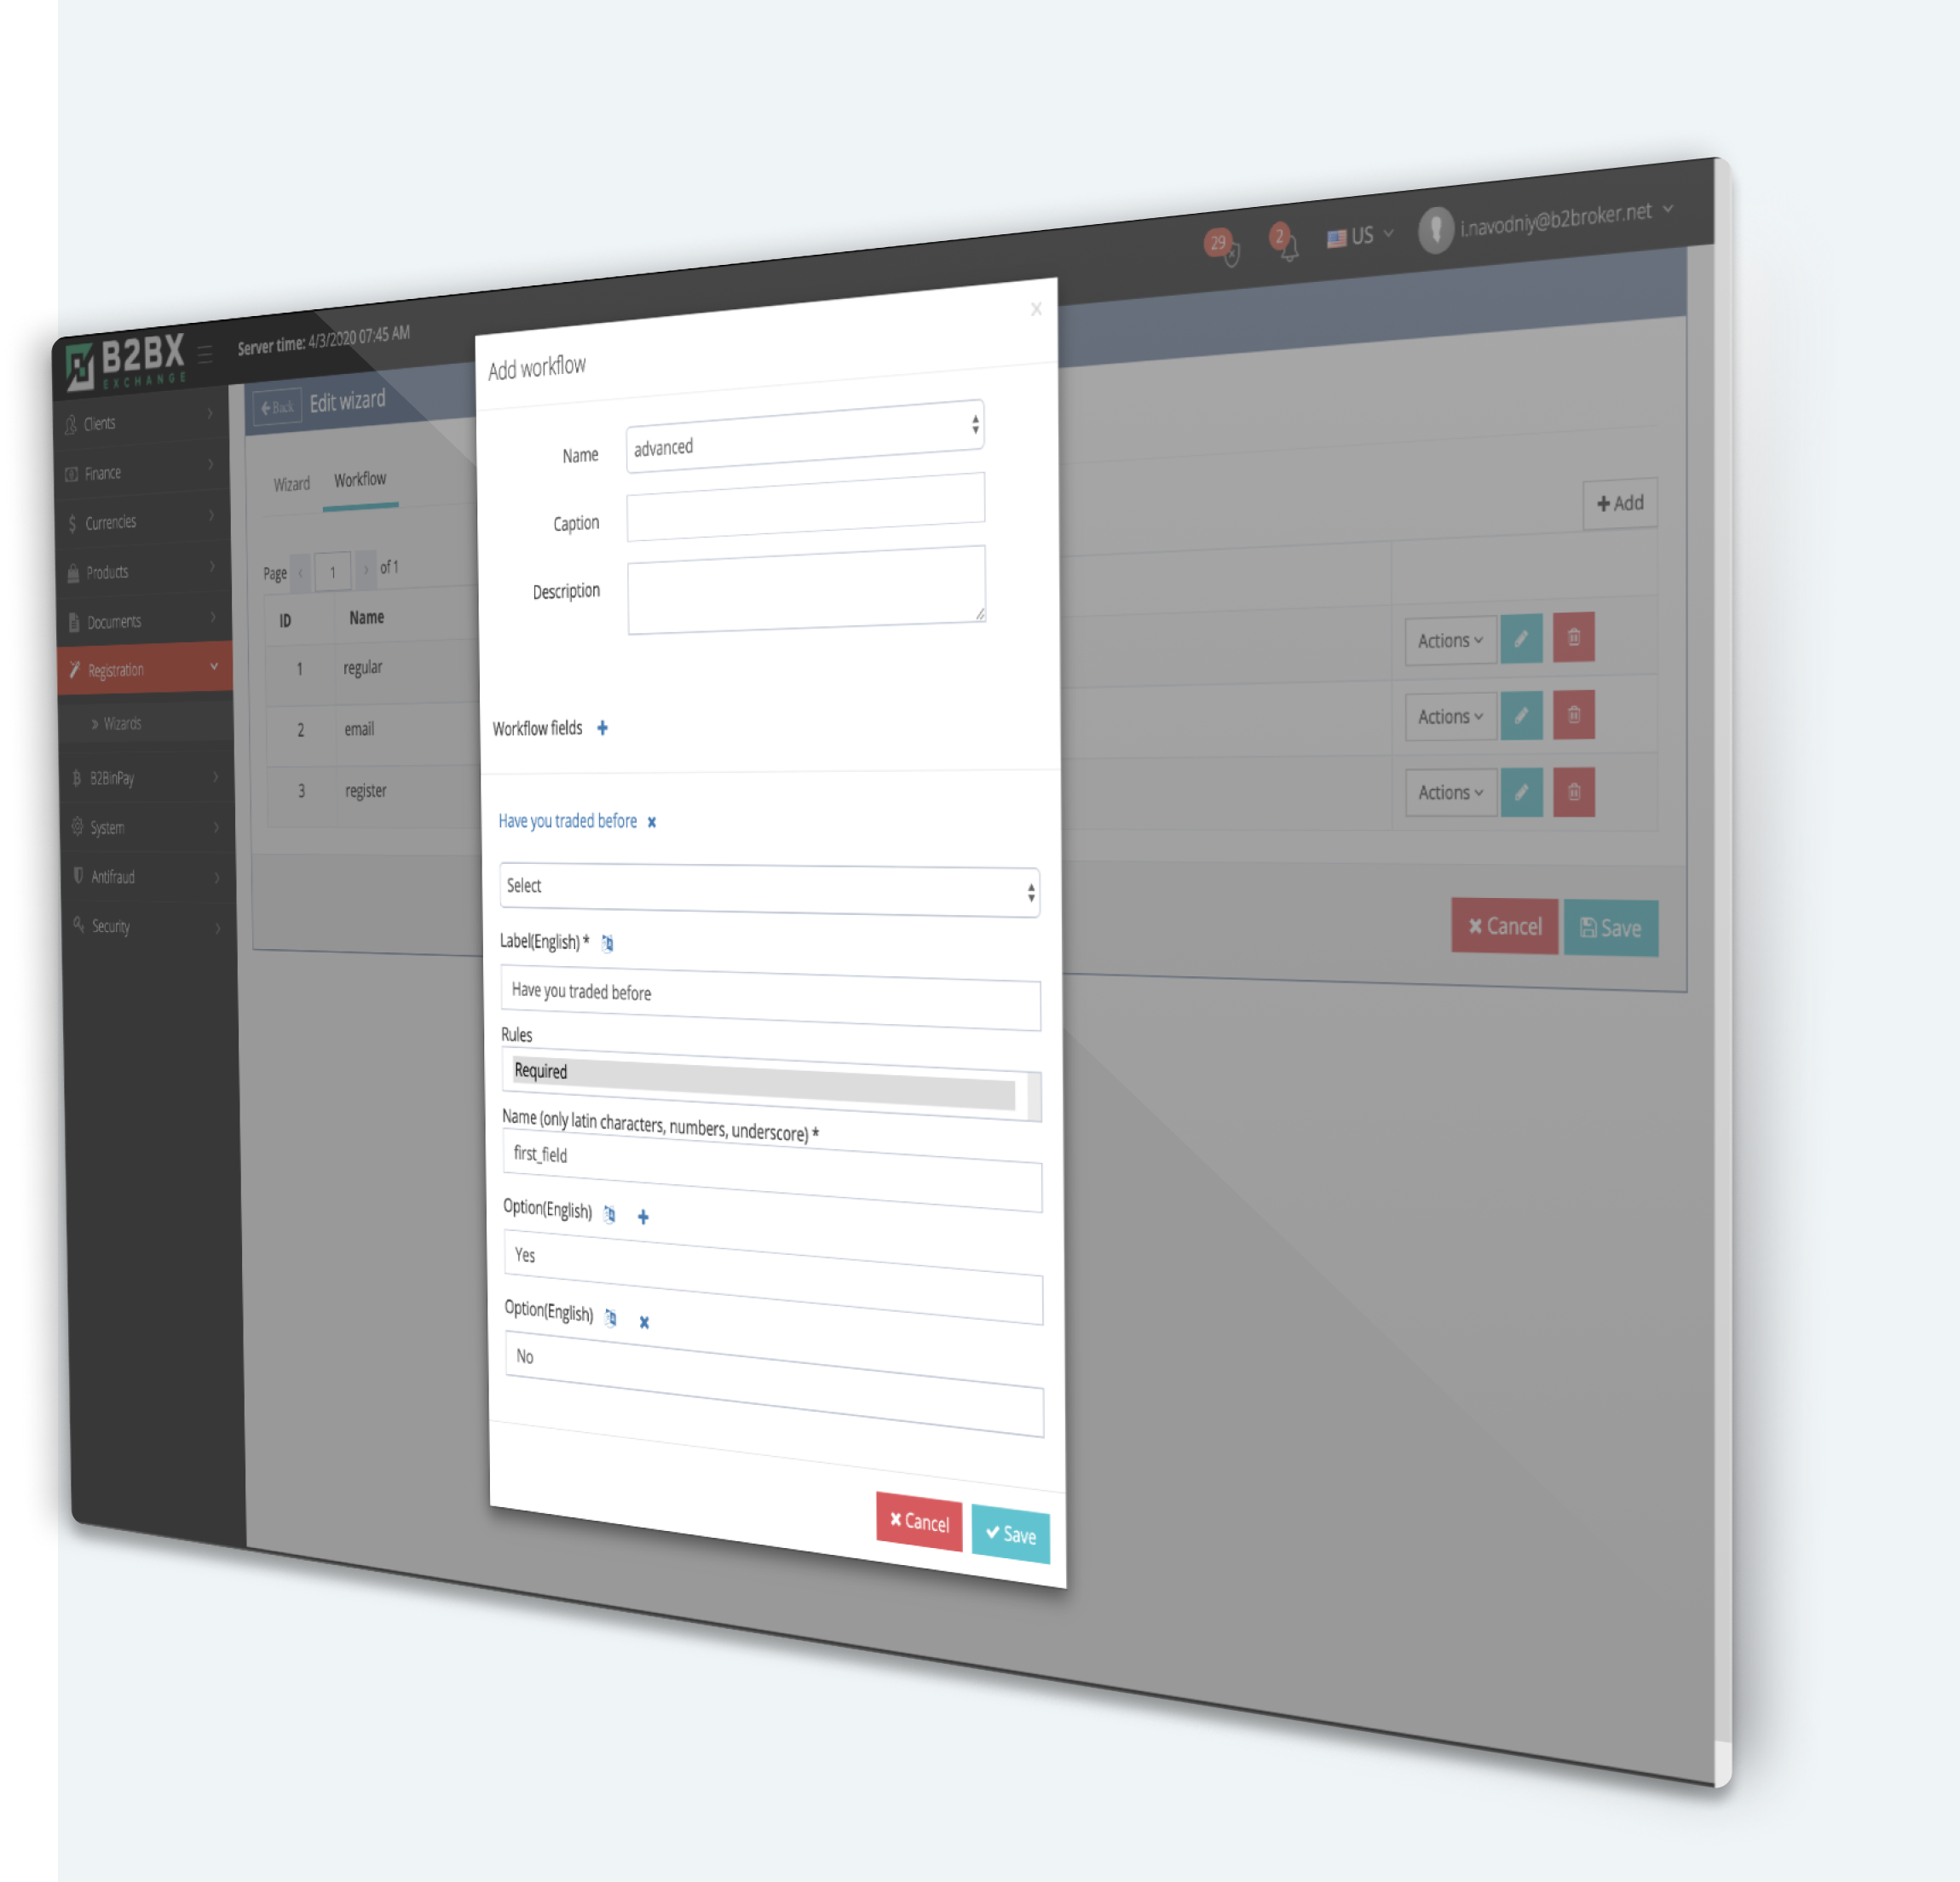 B2BX
EXCHANGE
Server time: 4/3/2020 07:45 AM
29
2
US
i.navodniy@b2broker.net
Clients
Finance
$ Currencies
Products
Documents
Registration
» Wizards
B2BinPay
System
Antifraud
Security
Back
Edit wizard
Wizard
Workflow
+ Add
Page < 1 > of 1
ID Name
1 regular
Actions
2 email
Actions
3 register
Actions
× Cancel
Save
Add workflow
x
Name
advanced
Caption
Description
Workflow fields +
Have you traded before ×
Select
Label(English) *
Have you traded before
Rules
Required
Name (only latin characters, numbers, underscore) *
first_field
Option(English) +
Yes
Option(English) ×
No
× Cancel
✓ Save